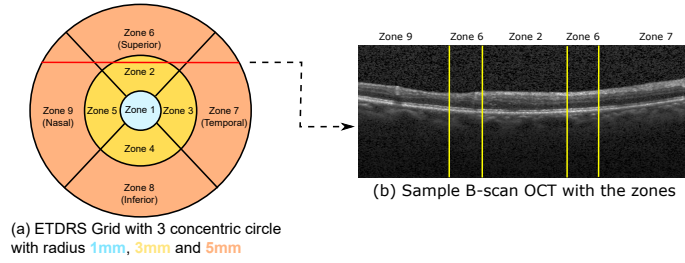 Zone 6
(Superior)
Zone 2
Zone 9
(Nasal)
Zone 5
Zone 1
Zone 3
Zone 7
(Temporal)
Zone 4
Zone 8
(Inferior)
(a) ETDRS Grid with 3 concentric circle
with radius 1mm, 3mm and 5mm
Zone 9 Zone 6 Zone 2 Zone 6 Zone 7
(b) Sample B-scan OCT with the zones